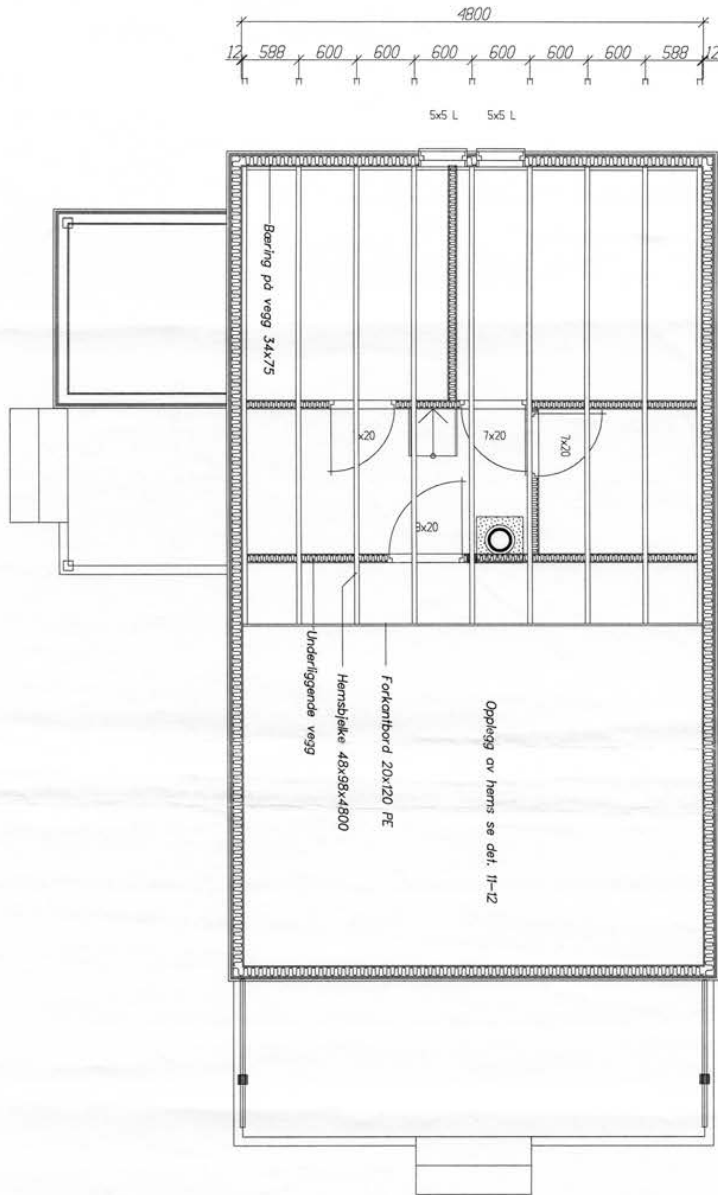 4800
12 588 600 600 600 600 600 600 588 12
5x5 L 5x5 L
Bæring på vegg 34x75
x20
7x20
7x20
8x20
Underliggende vegg
Hemsbjelke 48x98x4800
Forkantbord 20x120 PE
Opplegg av hems se det. 11-12